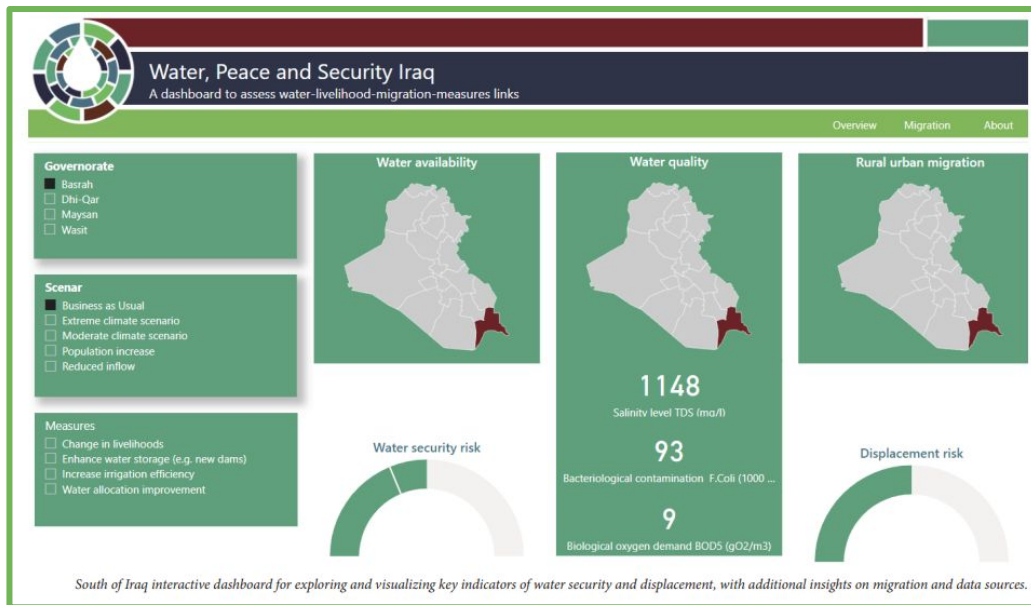 Water, Peace and Security Iraq
A dashboard to assess water-livelihood-migration-measures links
Overview
Migration
About
Governorate
Basrah
Dhi-Qar
Maysan
Wasit
Scenar
Business as Usual
Extreme climate scenario
Moderate climate scenario
Population increase
Reduced inflow
Measures
Change in livelihoods
Enhance water storage (e.g. new dams)
Increase irrigation efficiency
Water allocation improvement
Water availability
Water security risk
Water quality
1148
Salinity level TDS (mg/l)
93
Bacteriological contamination F.Coli (1000 ...
9
Biological oxygen demand BOD5 (gO2/m3)
Rural urban migration
Displacement risk
South of Iraq interactive dashboard for exploring and visualizing key indicators of water security and displacement, with additional insights on migration and data sources.